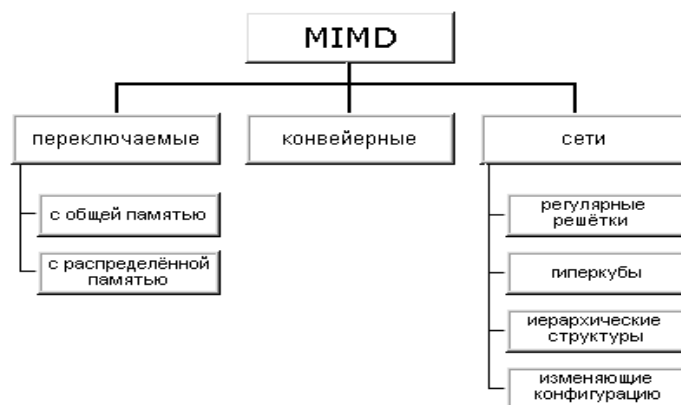 MIMD
переключаемые
конвейерные
сети
с общей памятью
с распределённой
памятью
регулярные
решётки
гиперкубы
иерархические
структуры
изменяющие
конфигурацию